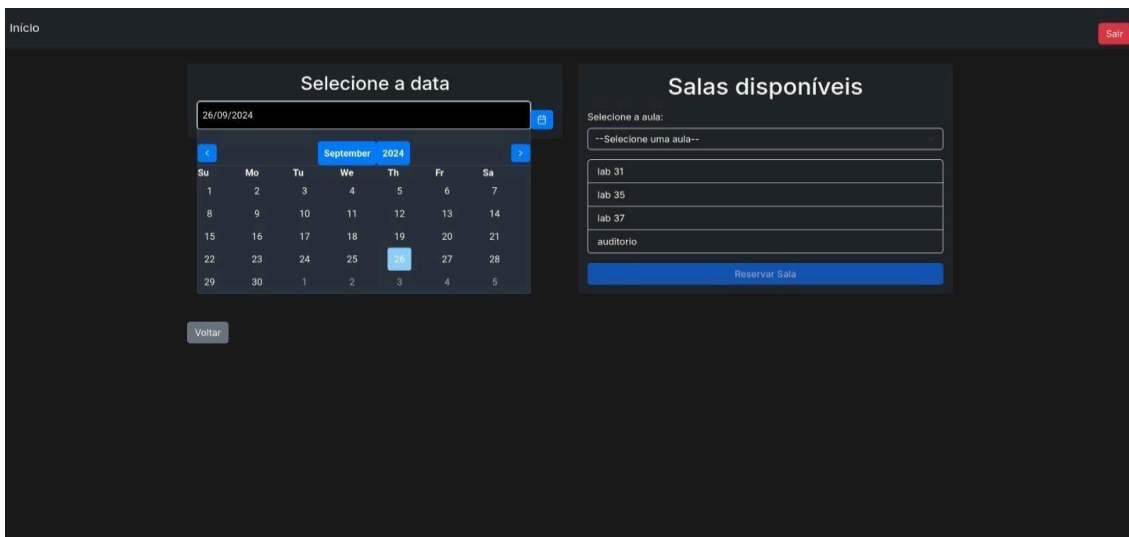 Início
Sair
Selecione a data
26/09/2024
September 2024
Su Mo Tu We Th Fr Sa
1 2 3 4 5 6 7
8 9 10 11 12 13 14
15 16 17 18 19 20 21
22 23 24 25 26 27 28
29 30 1 2 3 4 5
Voltar
Salas disponíveis
Selecione a aula:
--Selecione uma aula--
lab 31
lab 35
lab 37
auditorio
Reservar Sala